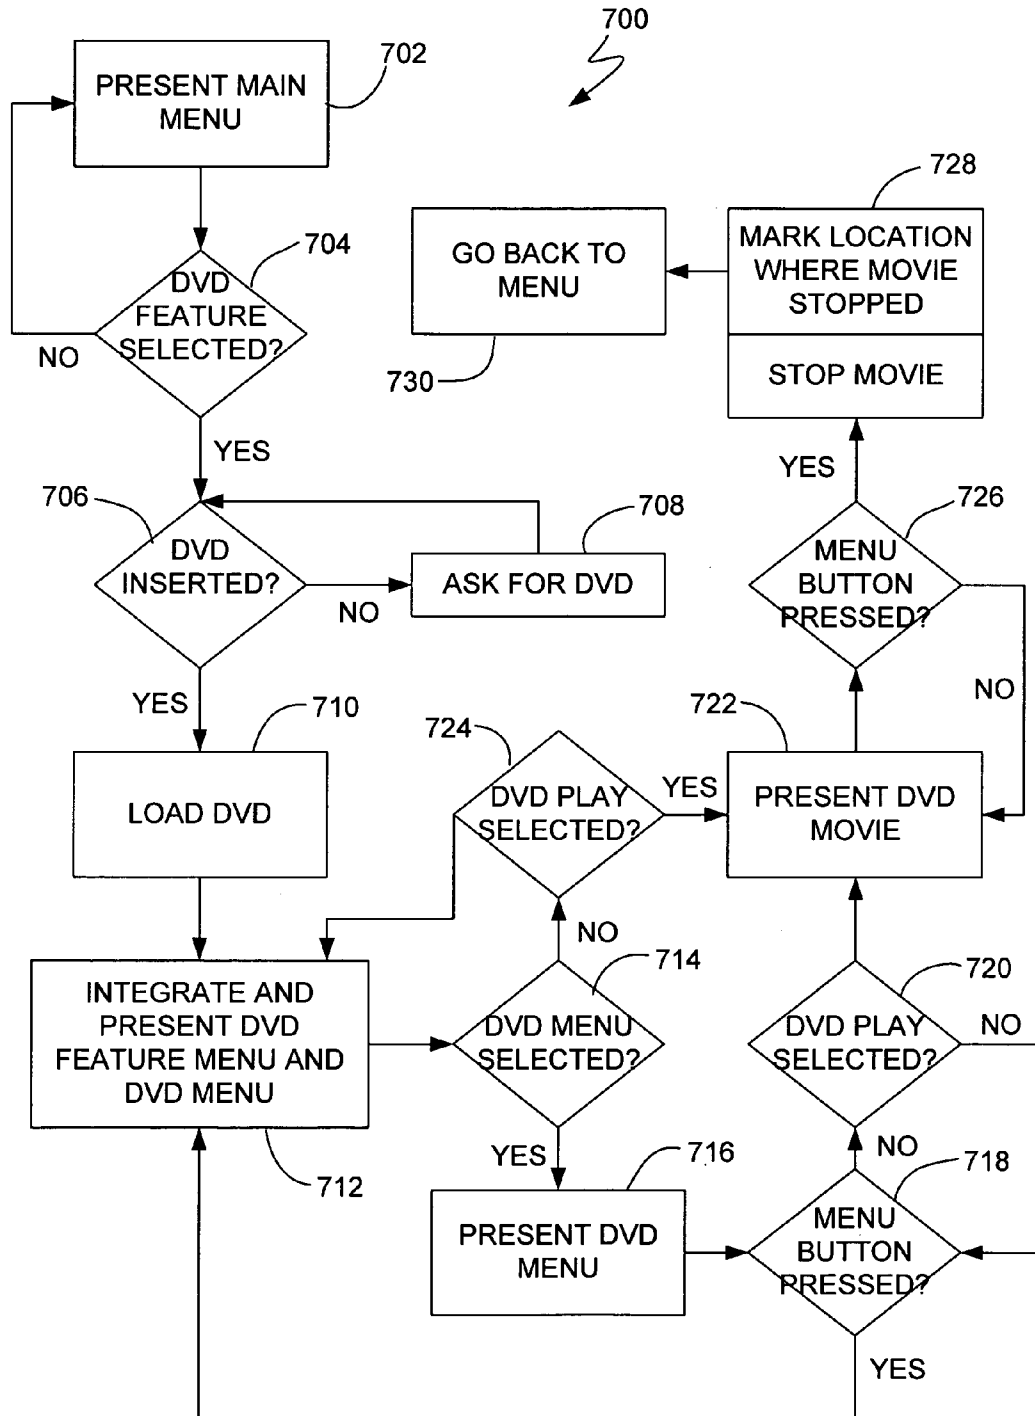 700
702
PRESENT MAIN
MENU
704
DVD
FEATURE
SELECTED?
NO
YES
706
DVD
INSERTED?
NO
708
ASK FOR DVD
YES
710
LOAD DVD
INTEGRATE AND
PRESENT DVD
FEATURE MENU AND
DVD MENU
712
714
DVD MENU
SELECTED?
NO
YES
724
DVD PLAY
SELECTED?
YES
716
PRESENT DVD
MENU
718
MENU
BUTTON
PRESSED?
NO
YES
720
DVD PLAY
SELECTED?
NO
722
PRESENT DVD
MOVIE
726
MENU
BUTTON
PRESSED?
NO
YES
728
MARK LOCATION
WHERE MOVIE
STOPPED
STOP MOVIE
GO BACK TO
MENU
730